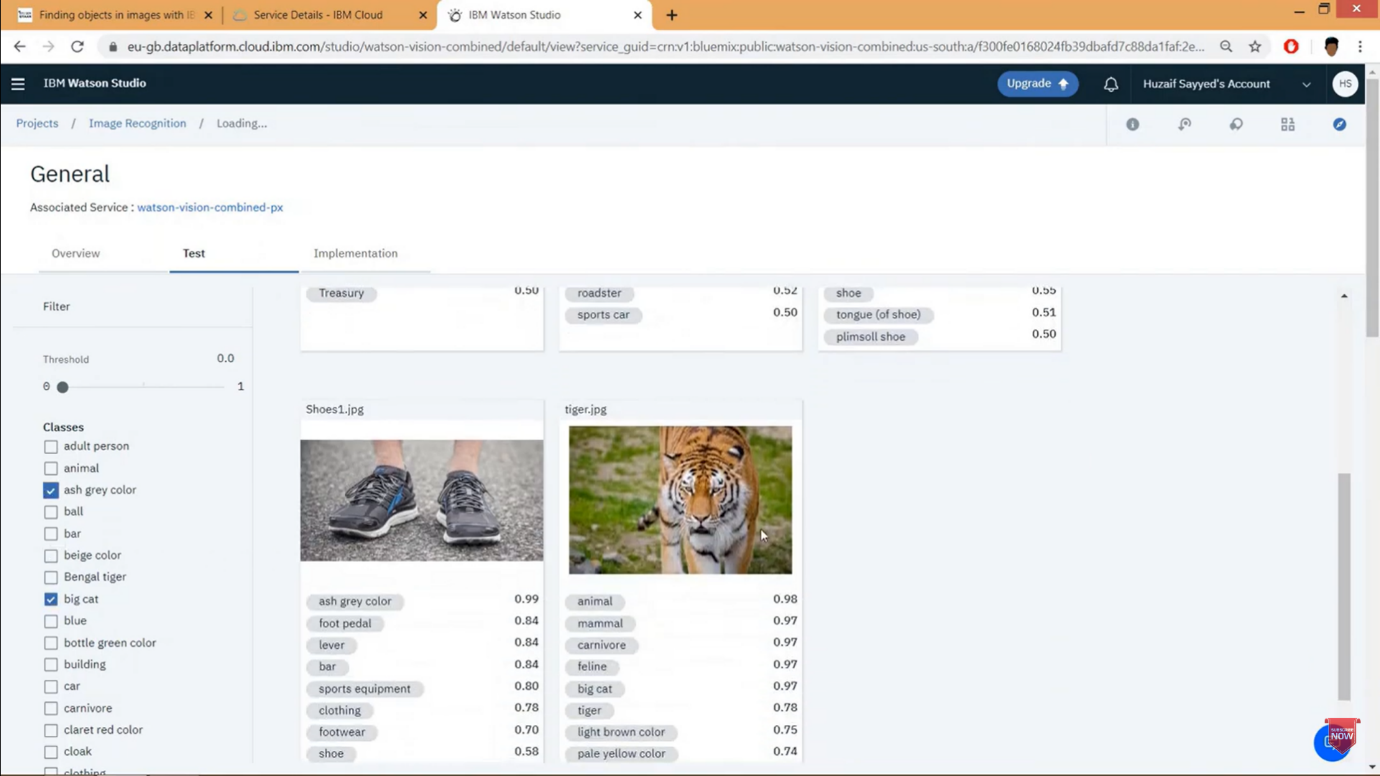 Finding objects in images with IB
Service Details - IBM Cloud
IBM Watson Studio
eu-gb.dataplatform.cloud.ibm.com/studio/watson-vision-combined/default/view?service_guid=crn:v1:bluemix:public:watson-vision-combined:us-south:a/f300fe0168024fb39dbafd7c88da1faf:2e...
IBM Watson Studio
Upgrade
Huzaif Sayyed's Account
HS
Projects / Image Recognition / Loading...
General
Associated Service : watson-vision-combined-px
Overview
Test
Implementation
Filter
Threshold 0.0
0 1
Classes
adult person
animal
ash grey color
ball
bar
beige color
Bengal tiger
big cat
blue
bottle green color
building
car
carnivore
claret red color
cloak
clothing
Treasury 0.50
roadster 0.52
sports car 0.50
shoe 0.55
tongue (of shoe) 0.51
plimsoll shoe 0.50
Shoes1.jpg
ash grey color 0.99
foot pedal 0.84
lever 0.84
bar 0.84
sports equipment 0.80
clothing 0.78
footwear 0.70
shoe 0.58
tiger.jpg
animal 0.98
mammal 0.97
carnivore 0.97
feline 0.97
big cat 0.97
tiger 0.78
light brown color 0.75
pale yellow color 0.74
SUBSCRIBE
NOW